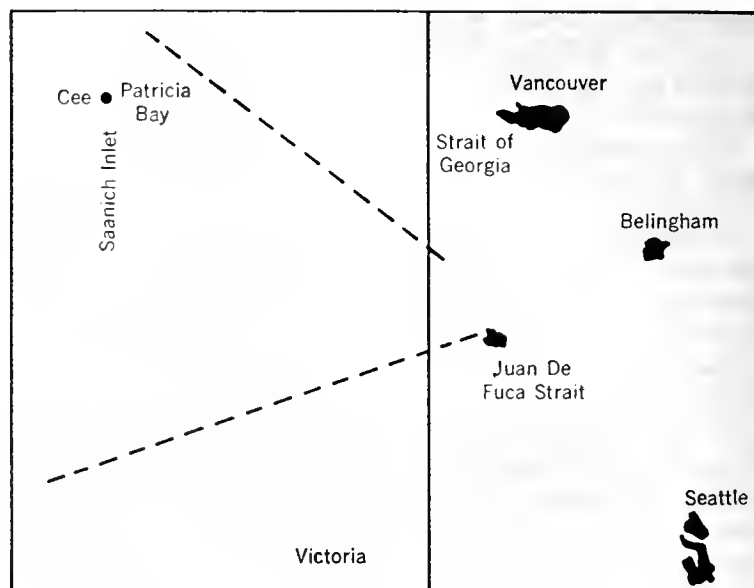 Cee
Patricia
Bay
Saanich Inlet
Victoria
Vancouver
Strait of
Georgia
Belingham
Juan De
Fuca Strait
Seattle